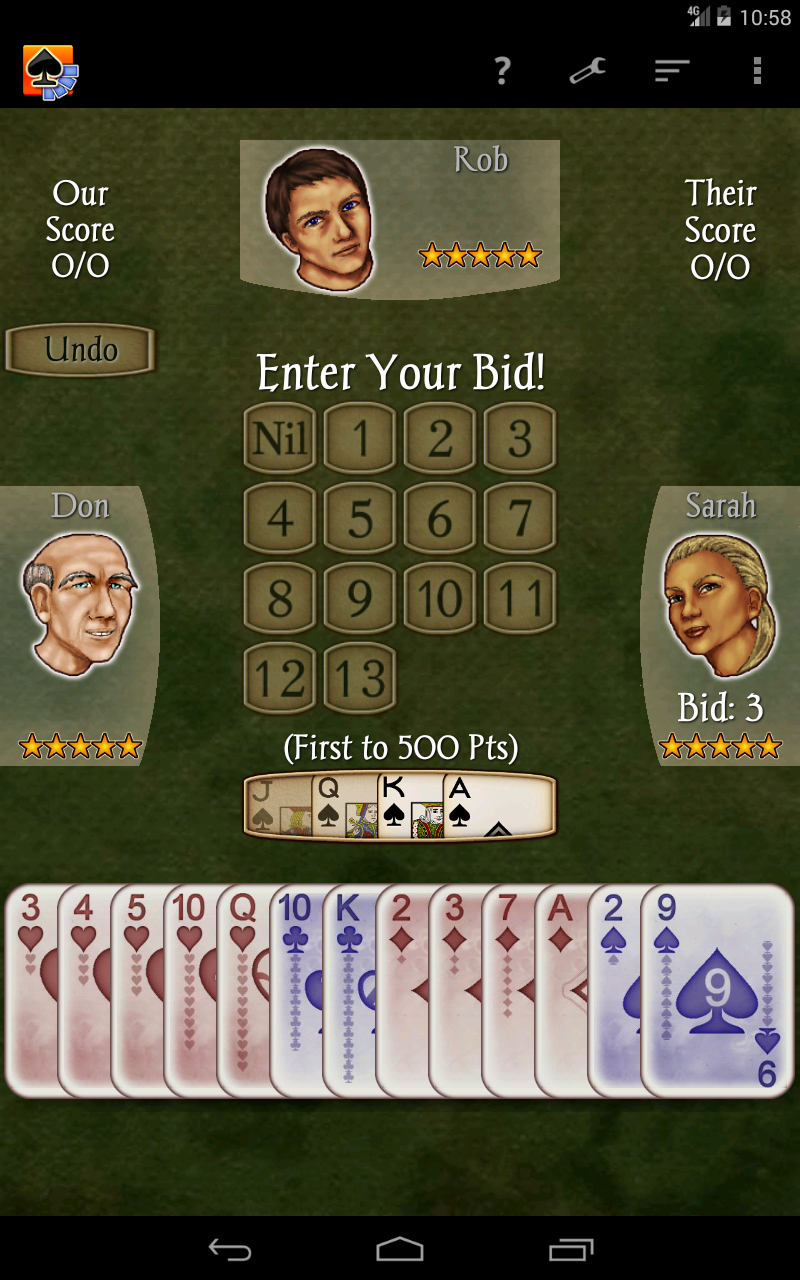 4G 10:58
?
Our
Score
0/0
Rob
Their
Score
0/0
Undo
Enter Your Bid!
Nil 1 2 3
4 5 6 7
8 9 10 11
12 13
Don
Sarah
Bid: 3
(First to 500 Pts)
J Q K A
3 4 5 10 Q 10 K 2 3 7 A 2 9
9
9